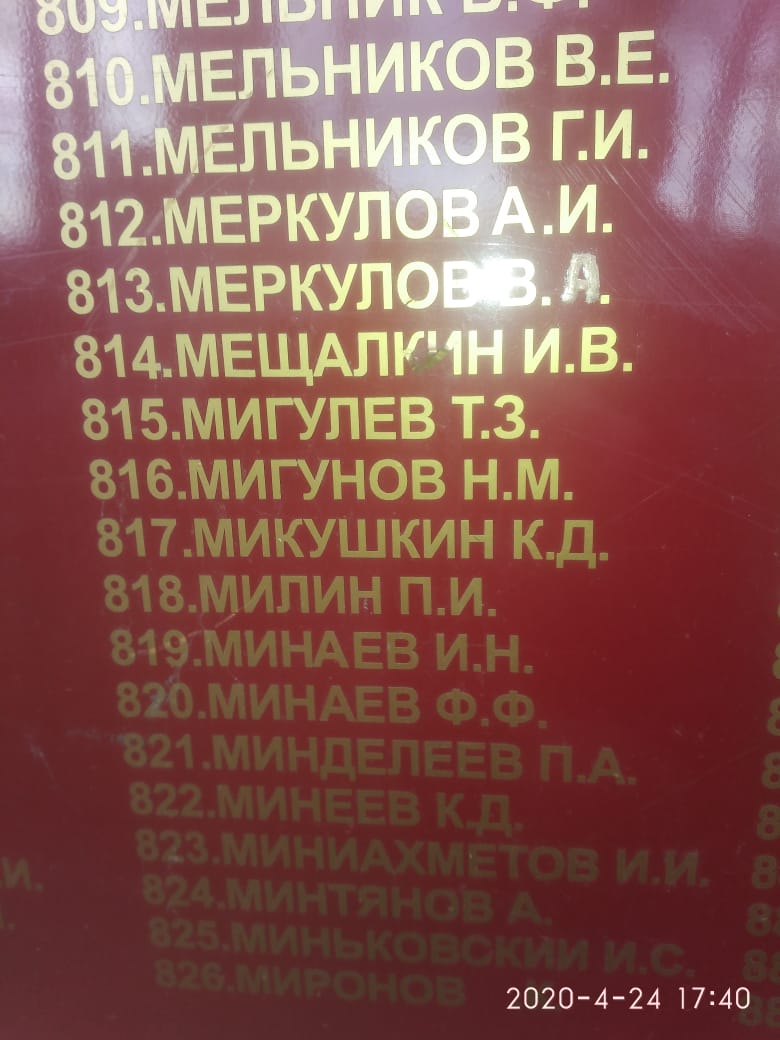 809.МЕЛЬНИК В.Ф.
810.МЕЛЬНИКОВ В.Е.
811.МЕЛЬНИКОВ Г.И.
812.МЕРКУЛОВ А.И.
813.МЕРКУЛОВ В.А.
814.МЕЩАЛКИН И.В.
815.МИГУЛЕВ Т.З.
816.МИГУНОВ Н.М.
817.МИКУШКИН К.Д.
818.МИЛИН П.И.
819.МИНАЕВ И.Н.
820.МИНАЕВ Ф.Ф.
821.МИНДЕЛЕЕВ П.А.
822.МИНЕЕВ К.Д.
823.МИНИАХМЕТОВ И.И.
824.МИНТЯНОВ А.
825.МИНЬКОВСКИЙ И.С.
826.МИРОНОВ
2020-4-24 17:40